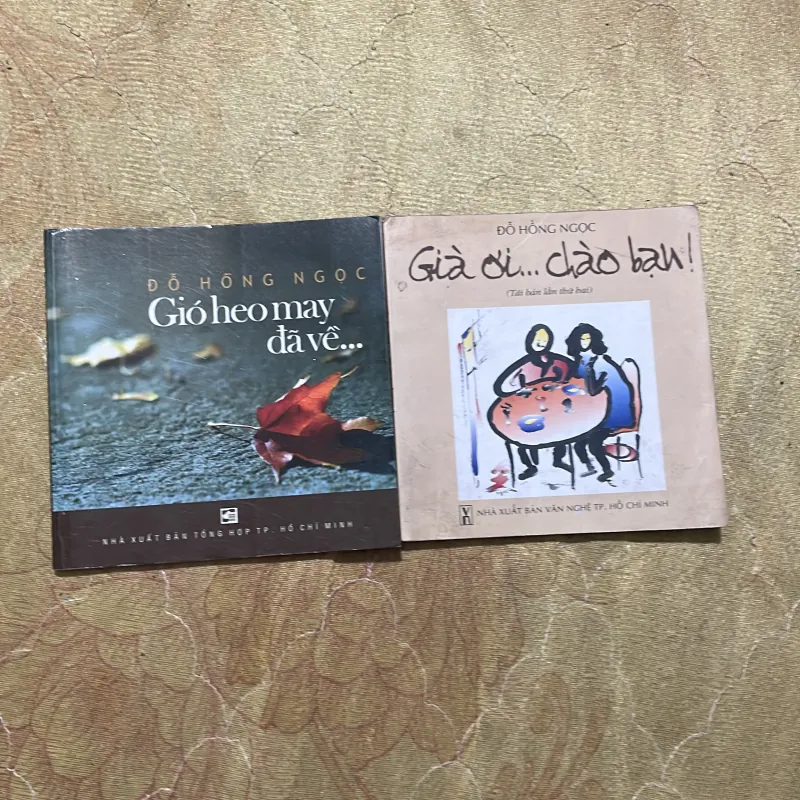 ĐỖ HỒNG NGỌC
Gió heo may
đã về...
NHÀ XUẤT BẢN TỔNG HỢP TP. HỒ CHÍ MINH
ĐỖ HỒNG NGỌC
Già ơi... chào bạn!
(Tái bản lần thứ hai)
VN
NHÀ XUẤT BẢN VĂN NGHỆ TP. HỒ CHÍ MINH